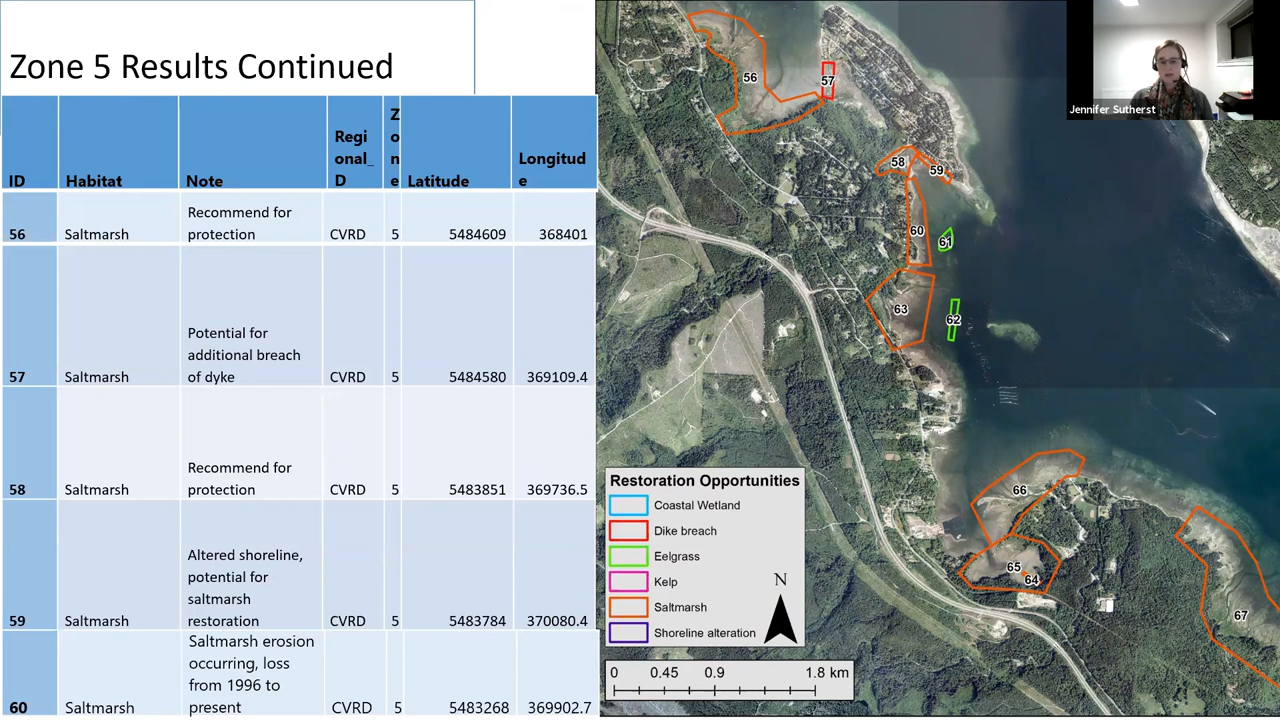 Zone 5 Results Continued
ID Habitat Note Regi onal_ D Z o n e Latitude Longitud e
56 Saltmarsh Recommend for protection CVRD 5 5484609 368401
57 Saltmarsh Potential for additional breach of dyke CVRD 5 5484580 369109.4
58 Saltmarsh Recommend for protection CVRD 5 5483851 369736.5
59 Saltmarsh Altered shoreline, potential for saltmarsh restoration CVRD 5 5483784 370080.4
60 Saltmarsh Saltmarsh erosion occurring, loss from 1996 to present CVRD 5 5483268 369902.7
56
57
58
59
60
61
63
62
66
65
64
67
Restoration Opportunities
Coastal Wetland
Dike breach
Eelgrass
Kelp
Saltmarsh
Shoreline alteration
N
0 0.45 0.9 1.8 km
Jennifer Sutherst